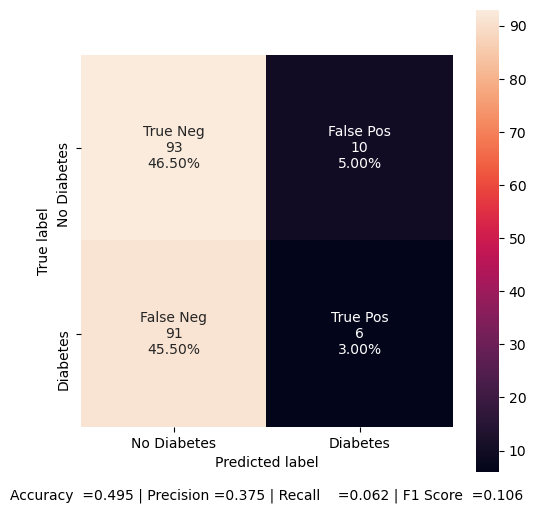 True Neg
93
46.50%
False Pos
10
5.00%
False Neg
91
45.50%
True Pos
6
3.00%
No Diabetes
Diabetes
True label
No Diabetes
Diabetes
Predicted label
90
80
70
60
50
40
30
20
10
Accuracy  =0.495 | Precision =0.375 | Recall    =0.062 | F1 Score  =0.106